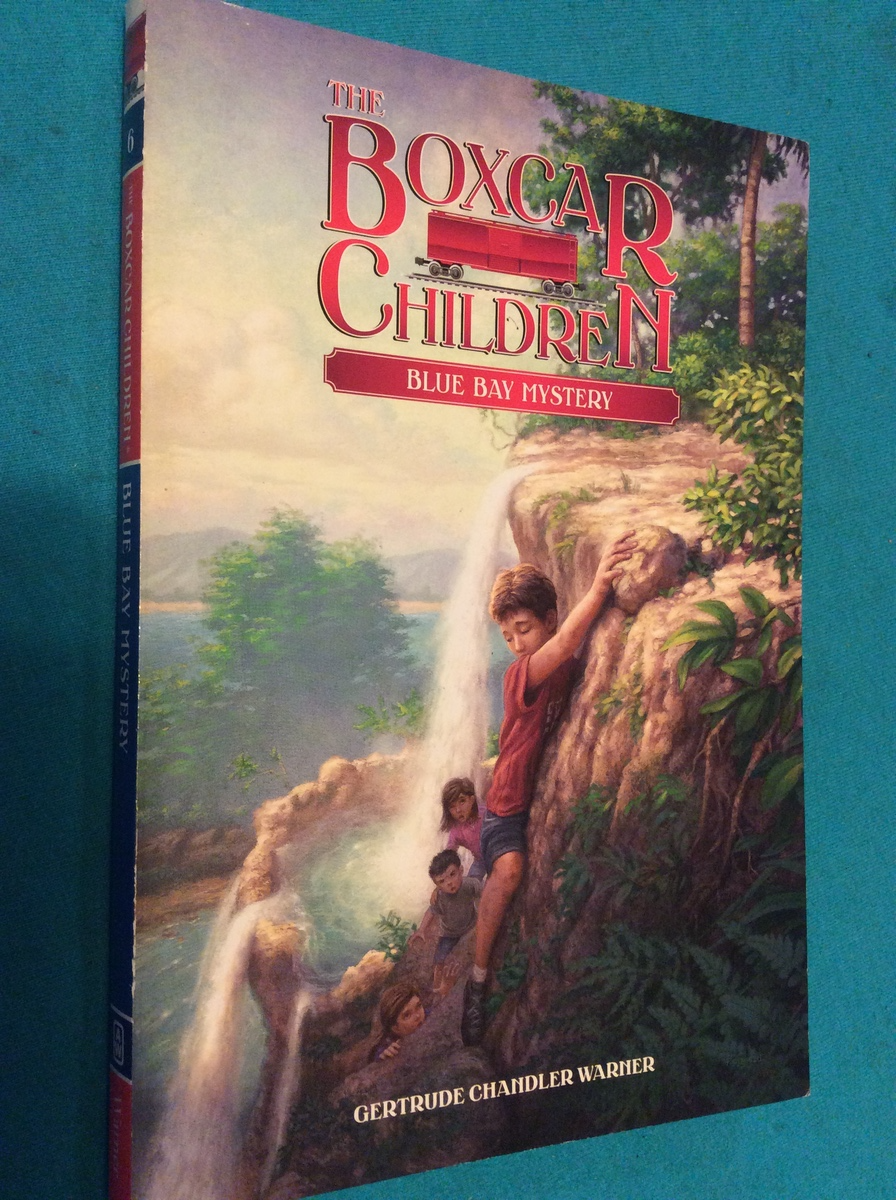 THE
BOXCAR
CHILDREN
BLUE BAY MYSTERY
GERTRUDE CHANDLER WARNER
6
THE BOXCAR CHILDREN
BLUE BAY MYSTERY